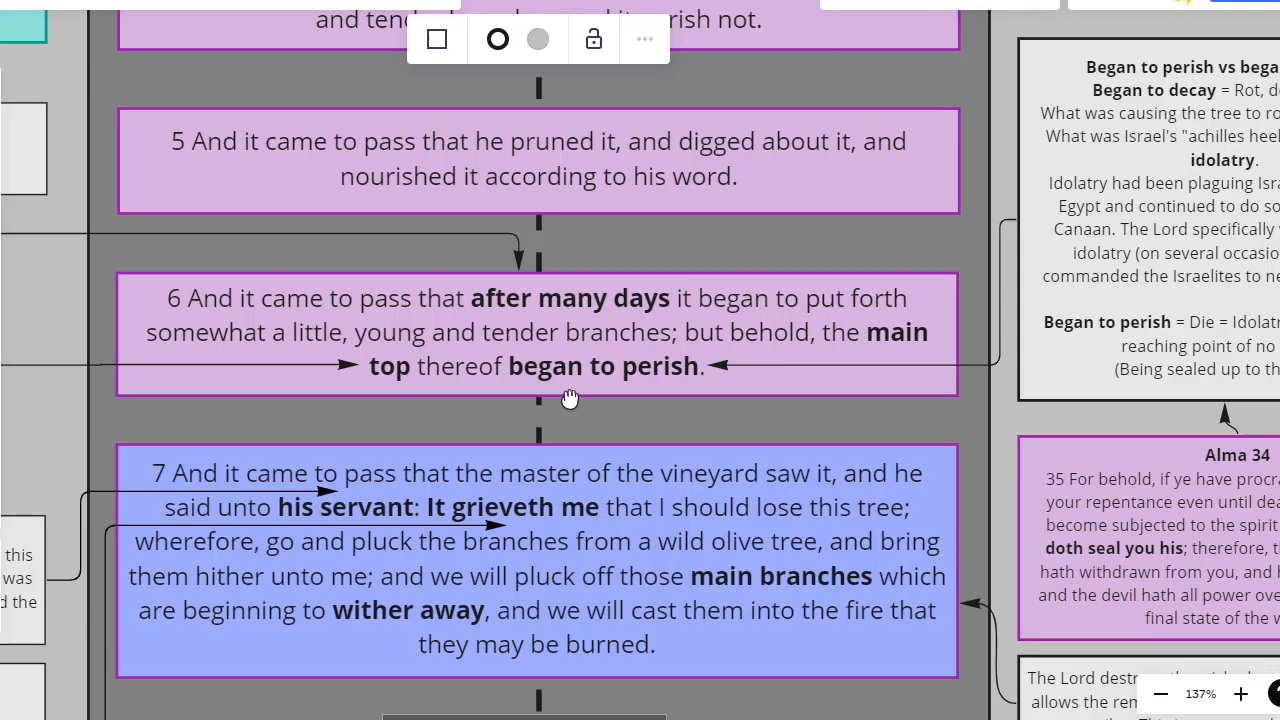 and
not.
5 And it came to pass that he pruned it, and digged about it, and
nourished it according to his word.
6 And it came to pass that after many days it began to put forth
somewhat a little, young and tender branches; but behold, the main
top thereof began to perish.
7 And it came to pass that the master of the vineyard saw it, and he
said unto his servant: It grieveth me that I should lose this tree;
wherefore, go and pluck the branches from a wild olive tree, and bring
them hither unto me; and we will pluck off those main branches which
are beginning to wither away, and we will cast them into the fire that
they may be burned.
this
was
d the
Began to perish vs bega
Began to decay = Rot, d
What was causing the tree to ro
What was Israel's "achilles hee
idolatry.
Idolatry had been plaguing Isra
Egypt and continued to do so
Canaan. The Lord specifically
idolatry (on several occasio
commanded the Israelites to ne
Began to perish = Die = Idolat
reaching point of no
(Being sealed up to th
Alma 34
35 For behold, if ye have procra
your repentance even until dea
become subjected to the spirit
doth seal you his; therefore, t
hath withdrawn from you, and h
and the devil hath all power ove
final state of the w
The Lord destr
allows the rem
137%